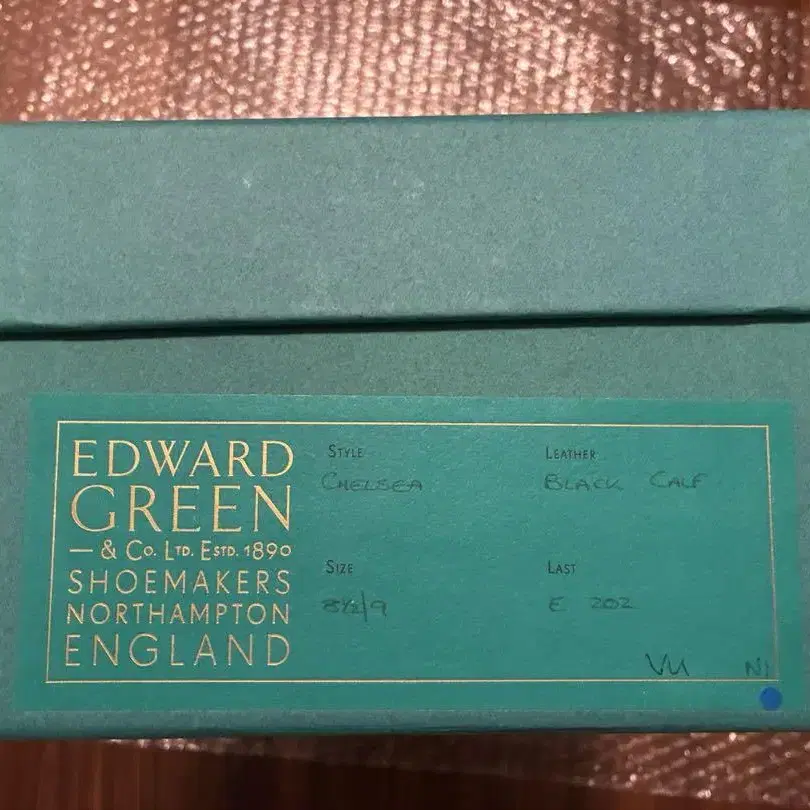 EDWARD
GREEN
— & Co. Ltd. Estd. 1890
SHOEMAKERS
NORTHAMPTON
ENGLAND
STYLE
CHELSEA
LEATHER
BLACK CALF
SIZE
8½/9
LAST
E 202
VU